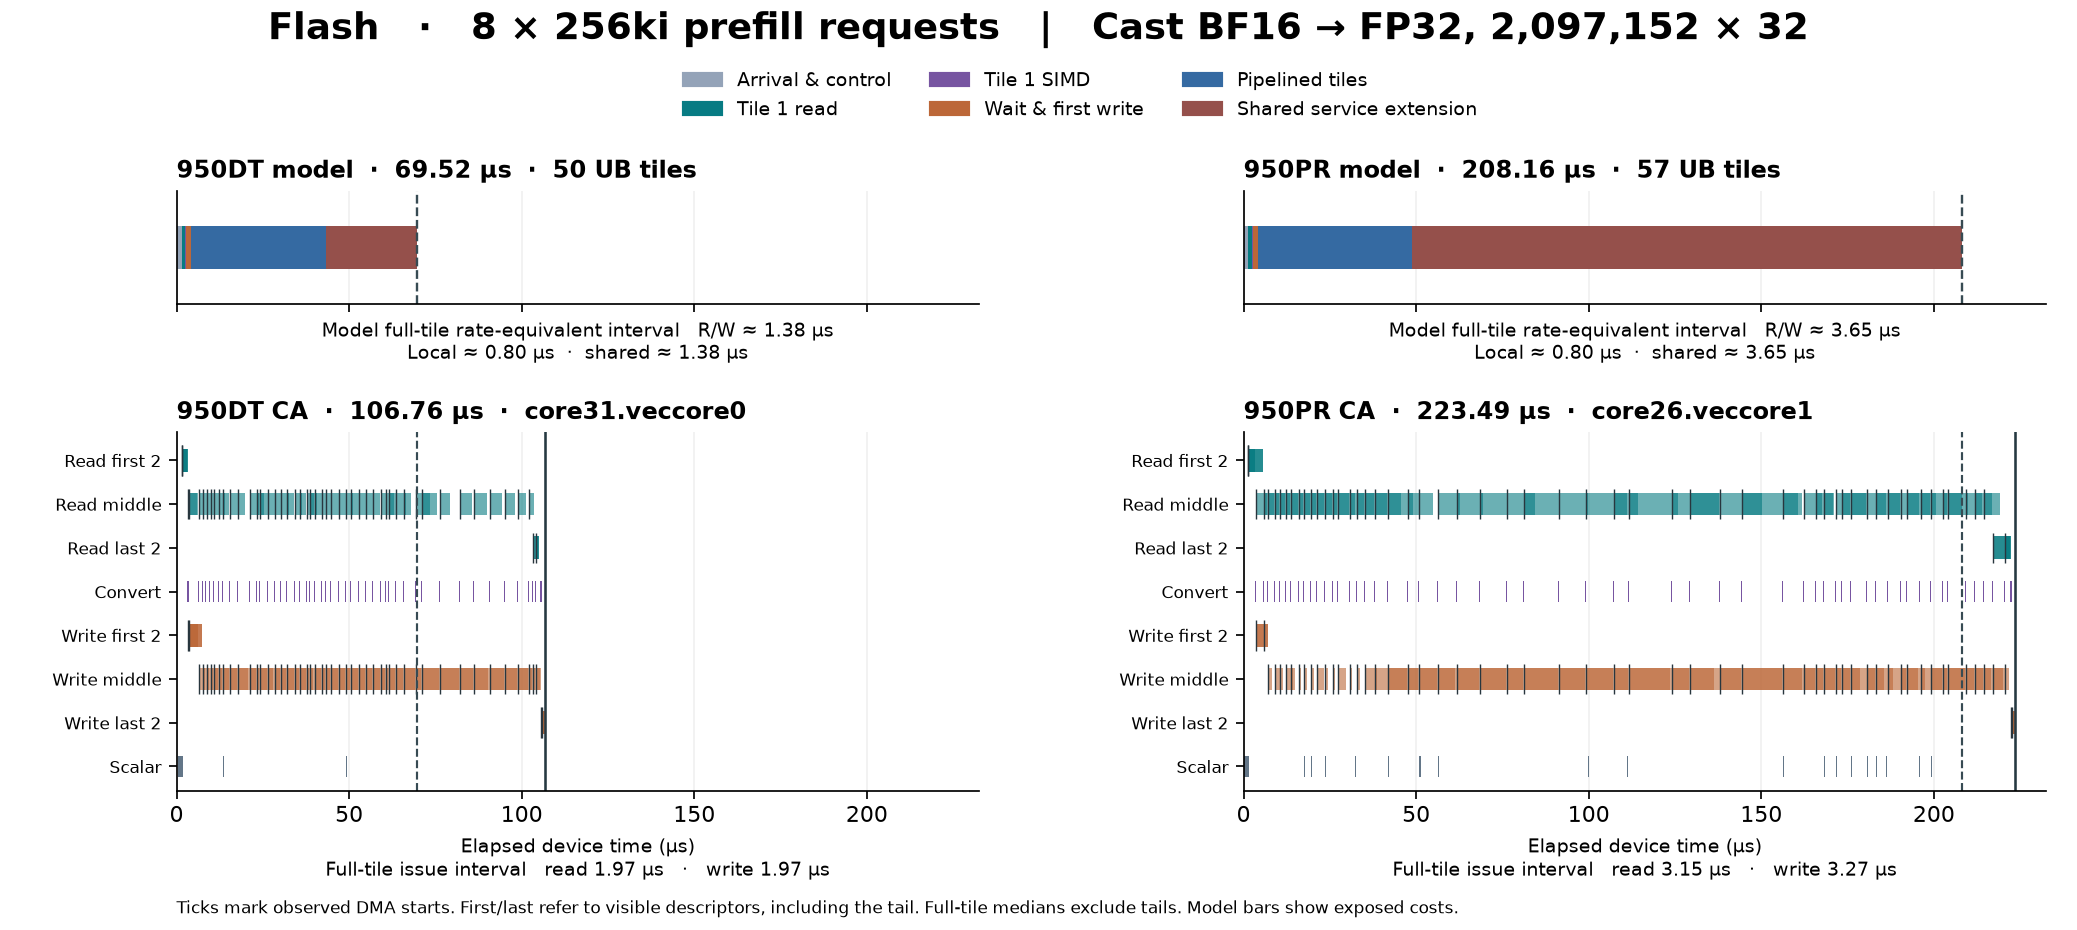 Flash · 8 × 256ki prefill requests | Cast BF16 → FP32, 2,097,152 × 32
Arrival & control
Tile 1 SIMD
Pipelined tiles
Tile 1 read
Wait & first write
Shared service extension
950DT model · 69.52 µs · 50 UB tiles
Model full-tile rate-equivalent interval R/W ≈ 1.38 µs
Local ≈ 0.80 µs · shared ≈ 1.38 µs
950PR model · 208.16 µs · 57 UB tiles
Model full-tile rate-equivalent interval R/W ≈ 3.65 µs
Local ≈ 0.80 µs · shared ≈ 3.65 µs
950DT CA · 106.76 µs · core31.veccore0
Read first 2
Read middle
Read last 2
Convert
Write first 2
Write middle
Write last 2
Scalar
0 50 100 150 200
Elapsed device time (µs)
Full-tile issue interval read 1.97 µs · write 1.97 µs
950PR CA · 223.49 µs · core26.veccore1
Read first 2
Read middle
Read last 2
Convert
Write first 2
Write middle
Write last 2
Scalar
0 50 100 150 200
Elapsed device time (µs)
Full-tile issue interval read 3.15 µs · write 3.27 µs
Ticks mark observed DMA starts. First/last refer to visible descriptors, including the tail. Full-tile medians exclude tails. Model bars show exposed costs.